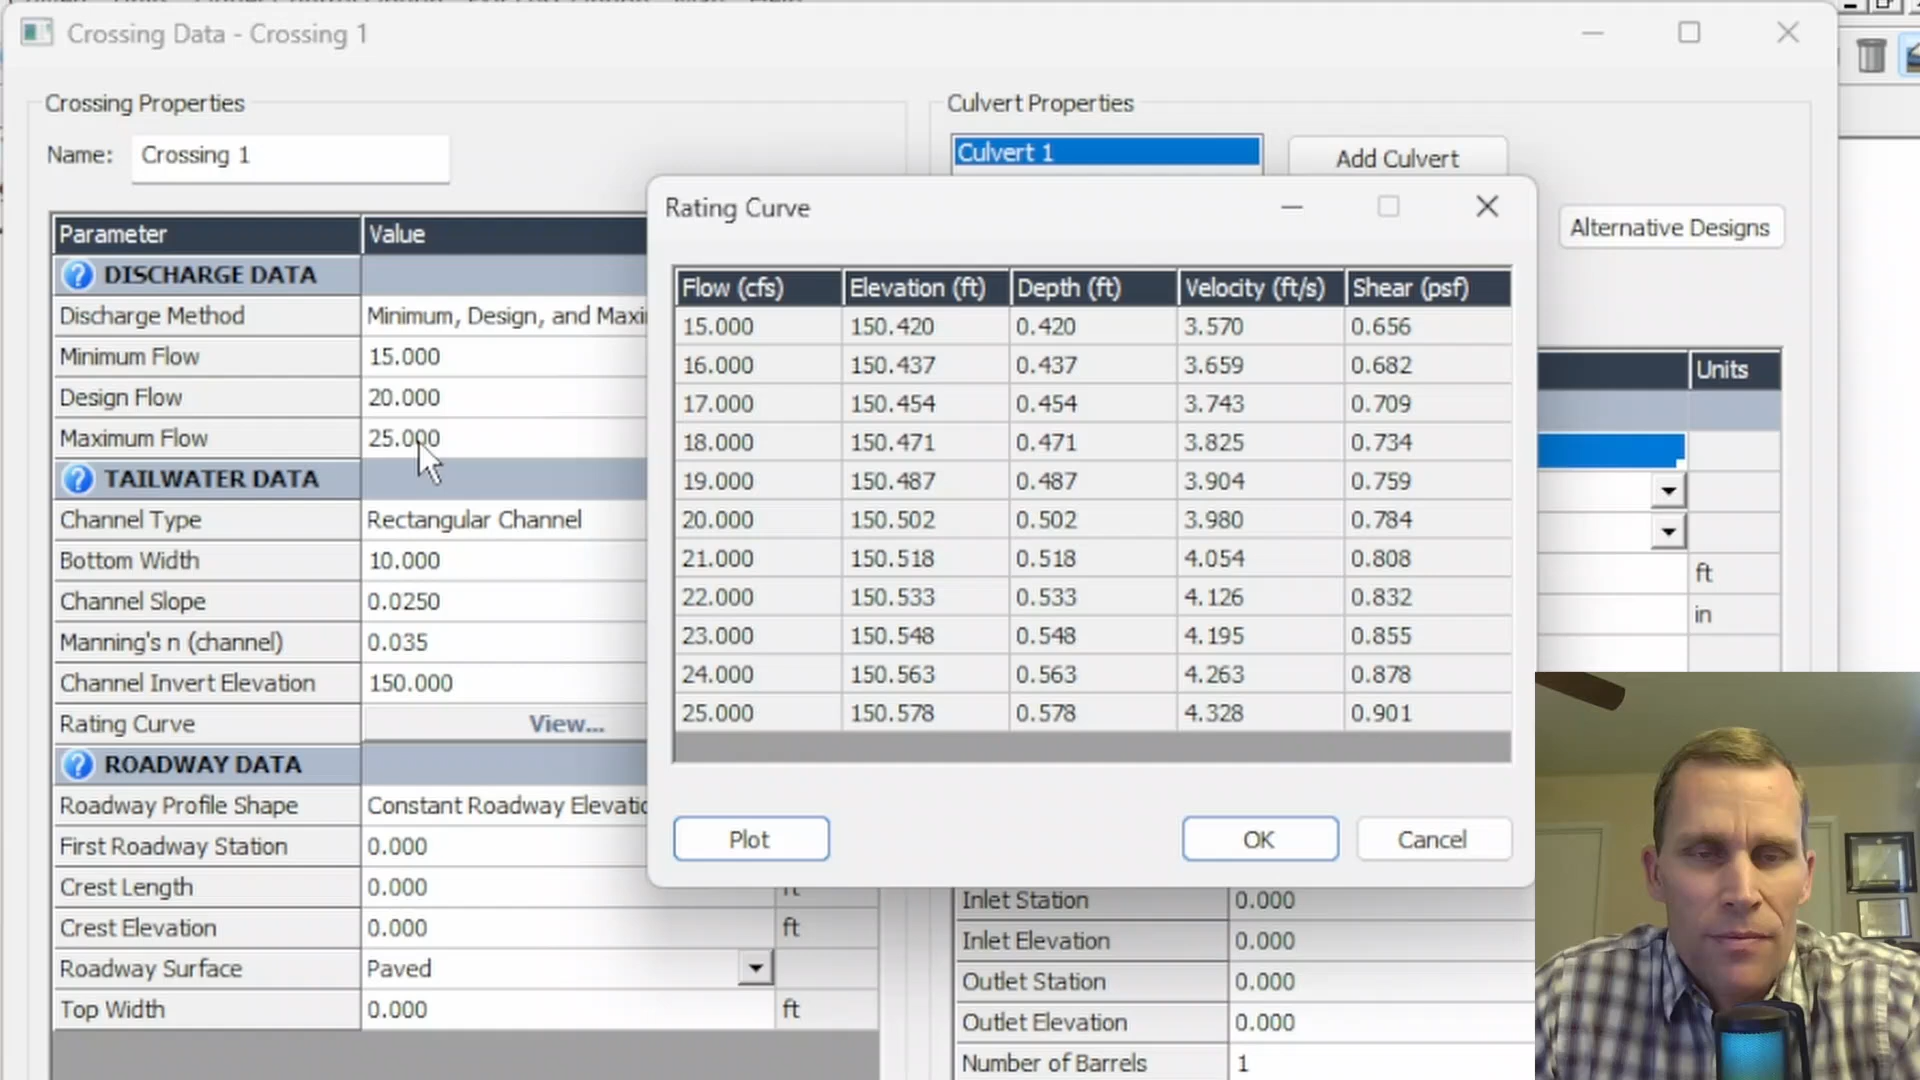 Crossing Data - Crossing 1
Crossing Properties
Name: Crossing 1
Parameter Value
DISCHARGE DATA
Discharge Method Minimum, Design, and Maxi
Minimum Flow 15.000
Design Flow 20.000
Maximum Flow 25.000
TAILWATER DATA
Channel Type Rectangular Channel
Bottom Width 10.000
Channel Slope 0.0250
Manning's n (channel) 0.035
Channel Invert Elevation 150.000
Rating Curve View...
ROADWAY DATA
Roadway Profile Shape Constant Roadway Elevatio
First Roadway Station 0.000
Crest Length 0.000 ft
Crest Elevation 0.000 ft
Roadway Surface Paved
Top Width 0.000 ft
Culvert Properties
Culvert 1 Add Culvert
Alternative Designs
Units
ft
in
Rating Curve
Flow (cfs) Elevation (ft) Depth (ft) Velocity (ft/s) Shear (psf)
15.000 150.420 0.420 3.570 0.656
16.000 150.437 0.437 3.659 0.682
17.000 150.454 0.454 3.743 0.709
18.000 150.471 0.471 3.825 0.734
19.000 150.487 0.487 3.904 0.759
20.000 150.502 0.502 3.980 0.784
21.000 150.518 0.518 4.054 0.808
22.000 150.533 0.533 4.126 0.832
23.000 150.548 0.548 4.195 0.855
24.000 150.563 0.563 4.263 0.878
25.000 150.578 0.578 4.328 0.901
Plot OK Cancel
Inlet Station 0.000
Inlet Elevation 0.000
Outlet Station 0.000
Outlet Elevation 0.000
Number of Barrels 1